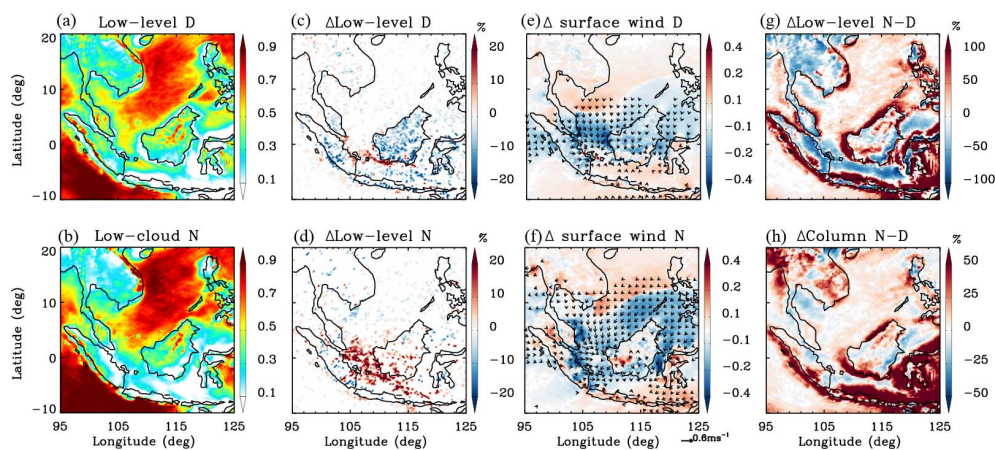 (a) Low-level D
(c) ΔLow-level D %
(e) Δ surface wind D
(g) ΔLow-level N-D %
Latitude (deg)
20
10
0
-10
0.9
0.7
0.5
0.3
0.1
20
10
0
-10
-20
0.4
0.2
0.1
-0.1
-0.2
-0.4
100
50
0
-50
-100
(b) Low-cloud N
(d) ΔLow-level N %
(f) Δ surface wind N
(h) ΔColumn N-D %
Latitude (deg)
20
10
0
-10
0.9
0.7
0.5
0.3
0.1
20
10
0
-10
-20
0.4
0.2
0.1
-0.1
-0.2
-0.4
50
25
0
-25
-50
95 105 115 125
95 105 115 125
95 105 115 125
95 105 115 125
Longitude (deg)
Longitude (deg)
Longitude (deg)
0.6ms⁻¹
Longitude (deg)